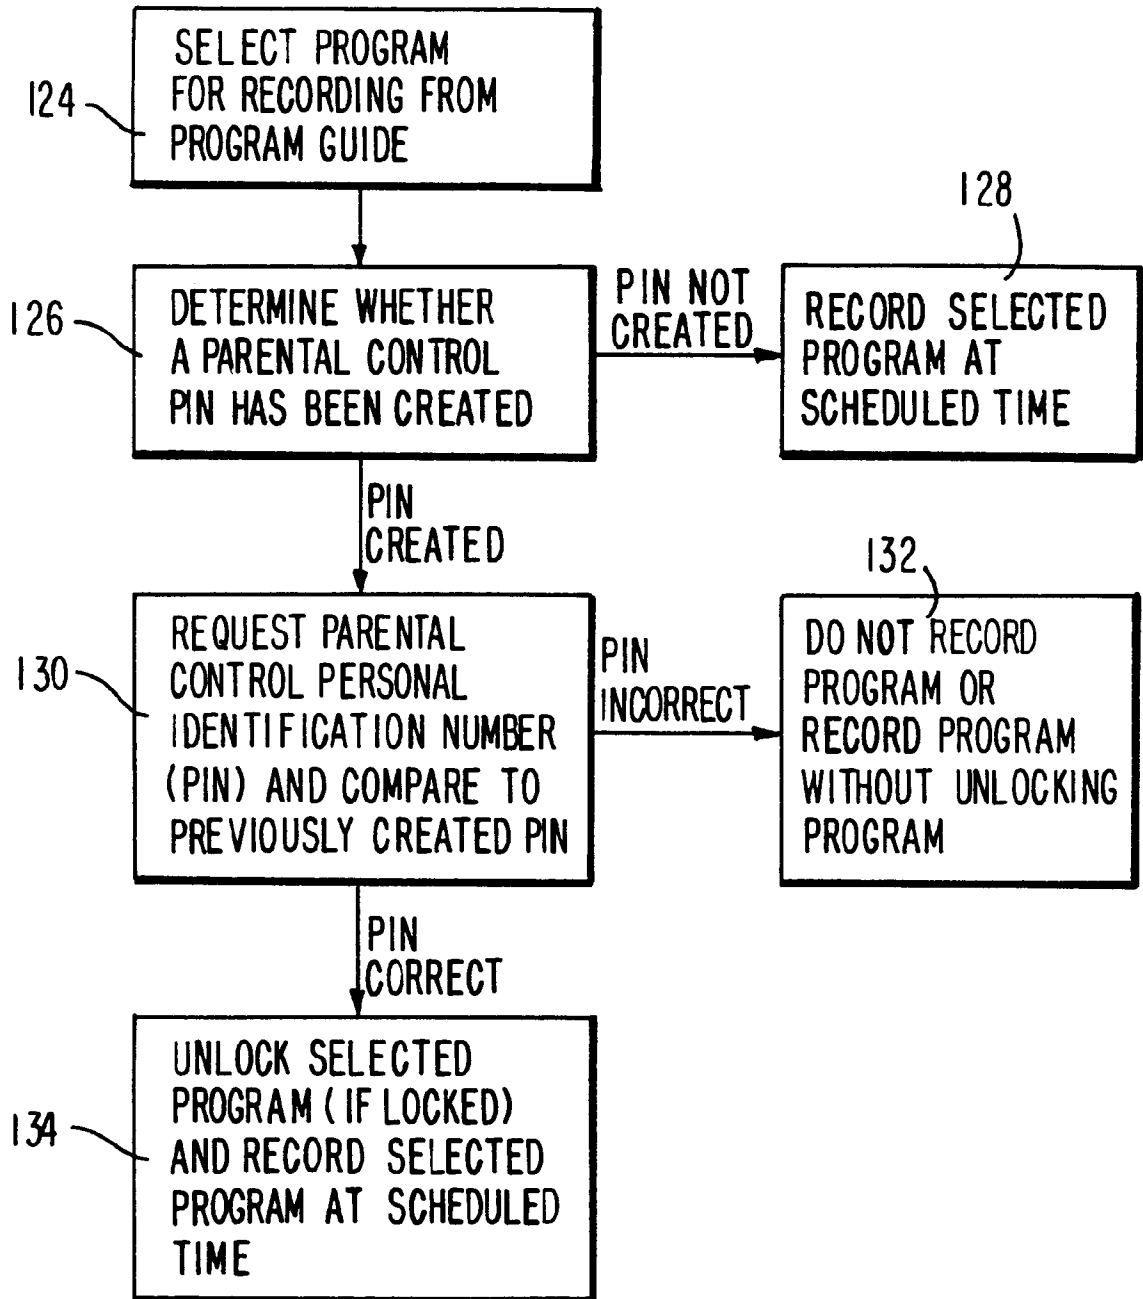 SELECT PROGRAM
FOR RECORDING FROM
PROGRAM GUIDE
124
DETERMINE WHETHER
A PARENTAL CONTROL
PIN HAS BEEN CREATED
126
PIN NOT
CREATED
128
RECORD SELECTED
PROGRAM AT
SCHEDULED TIME
PIN
CREATED
REQUEST PARENTAL
CONTROL PERSONAL
IDENTIFICATION NUMBER
(PIN) AND COMPARE TO
PREVIOUSLY CREATED PIN
130
PIN
INCORRECT
132
DO NOT RECORD
PROGRAM OR
RECORD PROGRAM
WITHOUT UNLOCKING
PROGRAM
PIN
CORRECT
UNLOCK SELECTED
PROGRAM (IF LOCKED)
AND RECORD SELECTED
PROGRAM AT SCHEDULED
TIME
134